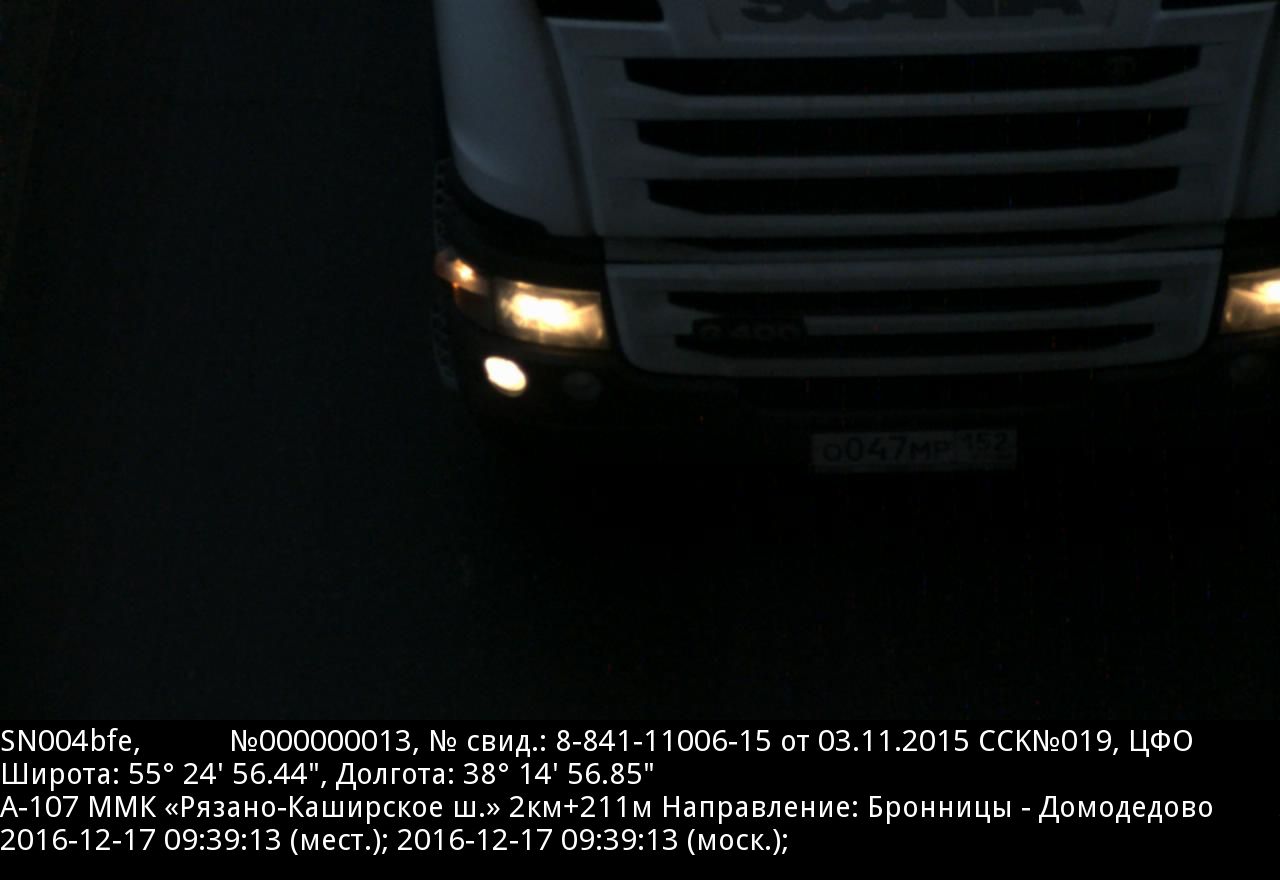 SCANIA
G 400
О047МР 152
SN004bfe, №000000013, № свид.: 8-841-11006-15 от 03.11.2015 ССК№019, ЦФО
Широта: 55° 24' 56.44", Долгота: 38° 14' 56.85"
А-107 ММК «Рязано-Каширское ш.» 2км+211м Направление: Бронницы - Домодедово
2016-12-17 09:39:13 (мест.); 2016-12-17 09:39:13 (моск.);